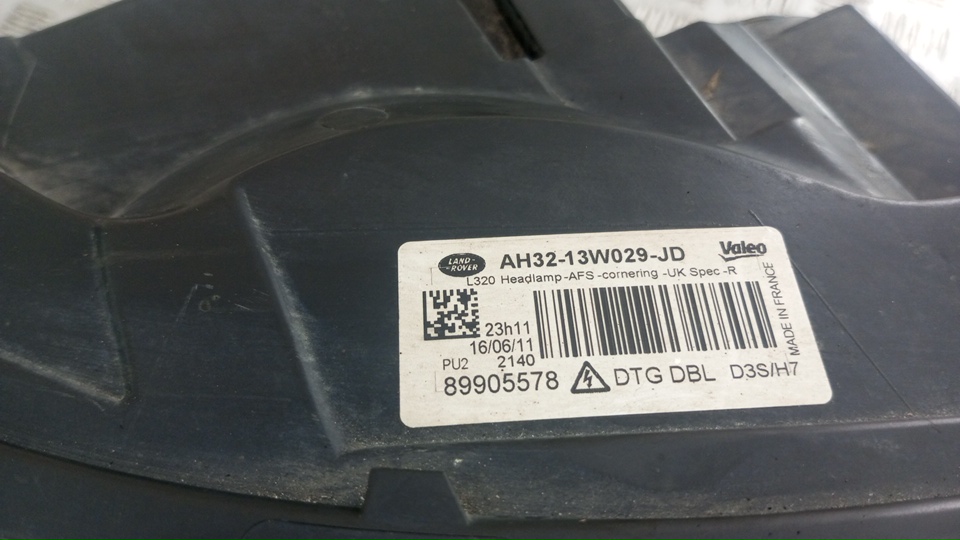 LAND-
ROVER
AH32-13W029-JD
Valeo
L320 Headlamp-AFS-cornering-UK Spec-R
23h11
16/06/11
PU2 2140
89905578 DTG DBL D3S/H7
MADE IN FRANCE